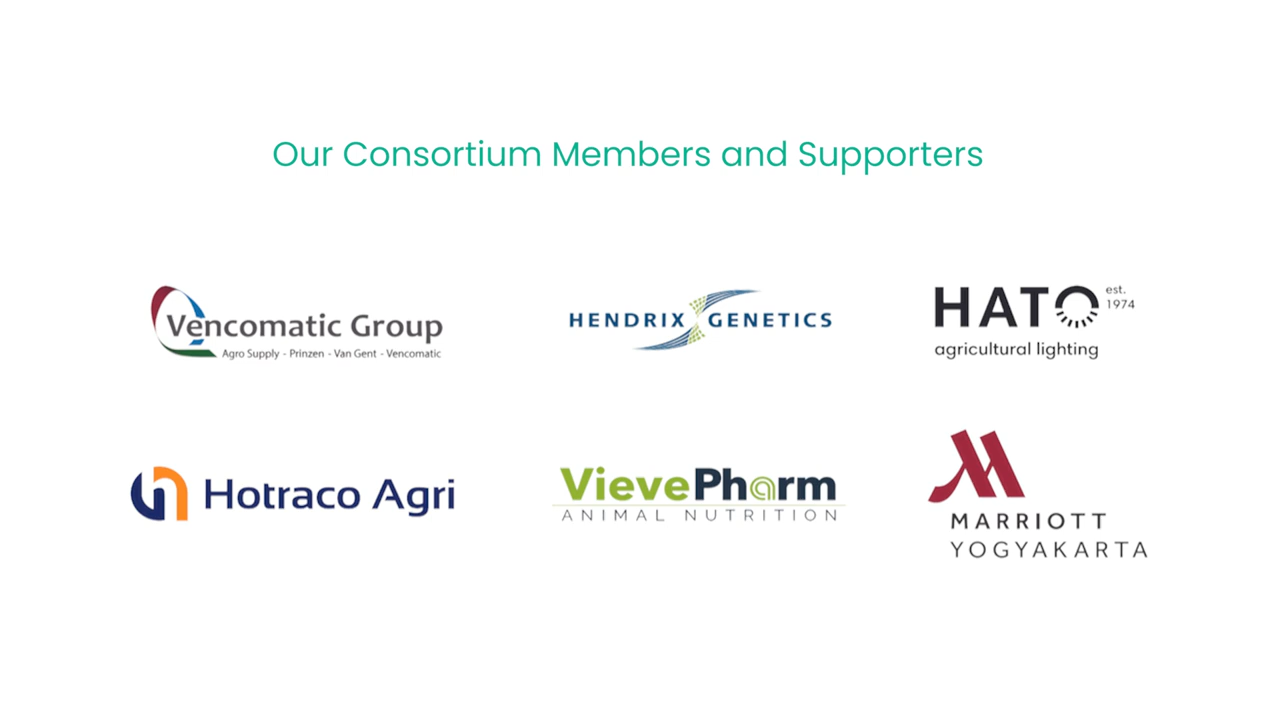 Our Consortium Members and Supporters
Vencomatic Group
Agro Supply - Prinzen - Van Gent - Vencomatic
HENDRIX GENETICS
HATO est. 1974
agricultural lighting
Hotraco Agri
VievePharm
ANIMAL NUTRITION
MARRIOTT
YOGYAKARTA